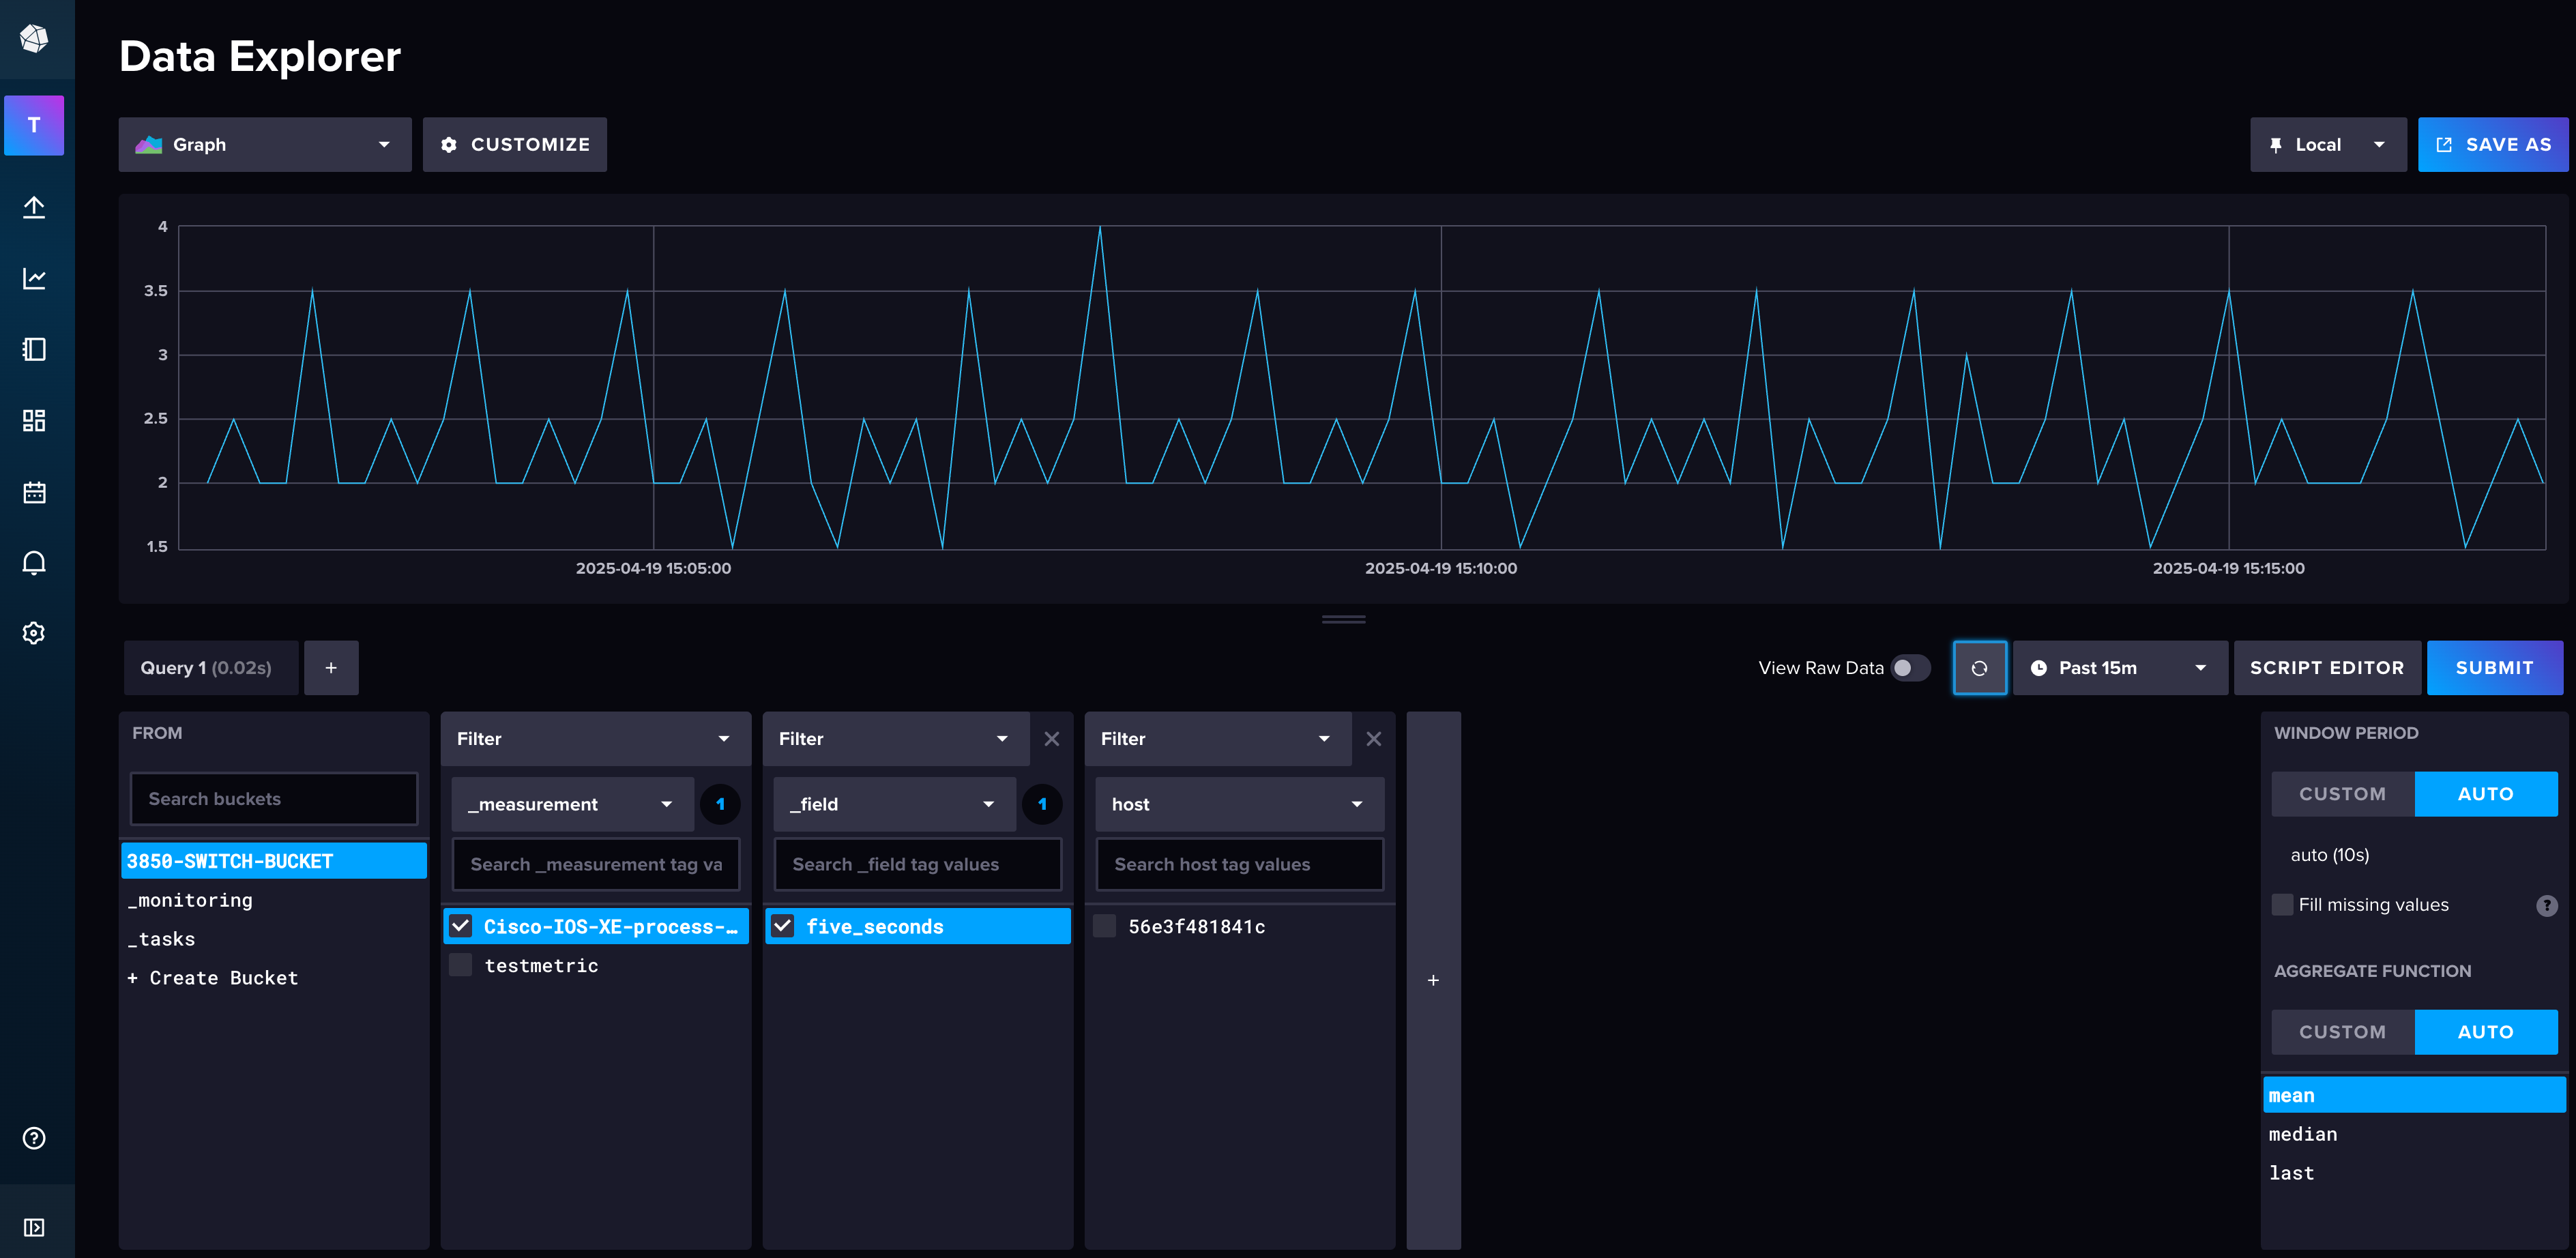 Data Explorer
T
Graph
CUSTOMIZE
Local
SAVE AS
4
3.5
3
2.5
2
1.5
2025-04-19 15:05:00
2025-04-19 15:10:00
2025-04-19 15:15:00
Query 1 (0.02s)
+
View Raw Data
Past 15m
SCRIPT EDITOR
SUBMIT
FROM
Search buckets
3850-SWITCH-BUCKET
_monitoring
_tasks
+ Create Bucket
Filter
_measurement
1
Search _measurement tag va
Cisco-IOS-XE-process-…
testmetric
Filter
_field
1
Search _field tag values
five_seconds
Filter
host
Search host tag values
56e3f481841c
+
WINDOW PERIOD
CUSTOM
AUTO
auto (10s)
Fill missing values
?
AGGREGATE FUNCTION
CUSTOM
AUTO
mean
median
last